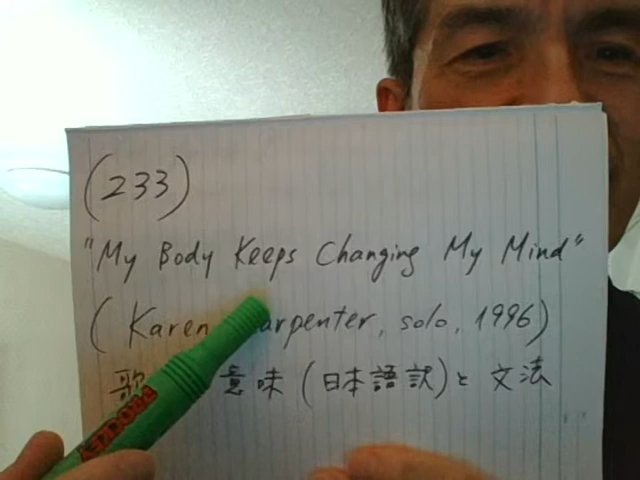 (233)
"My Body Keeps Changing My Mind"
(Karen arpenter, solo, 1996)
歌 意味 (日本語訳)と 文法